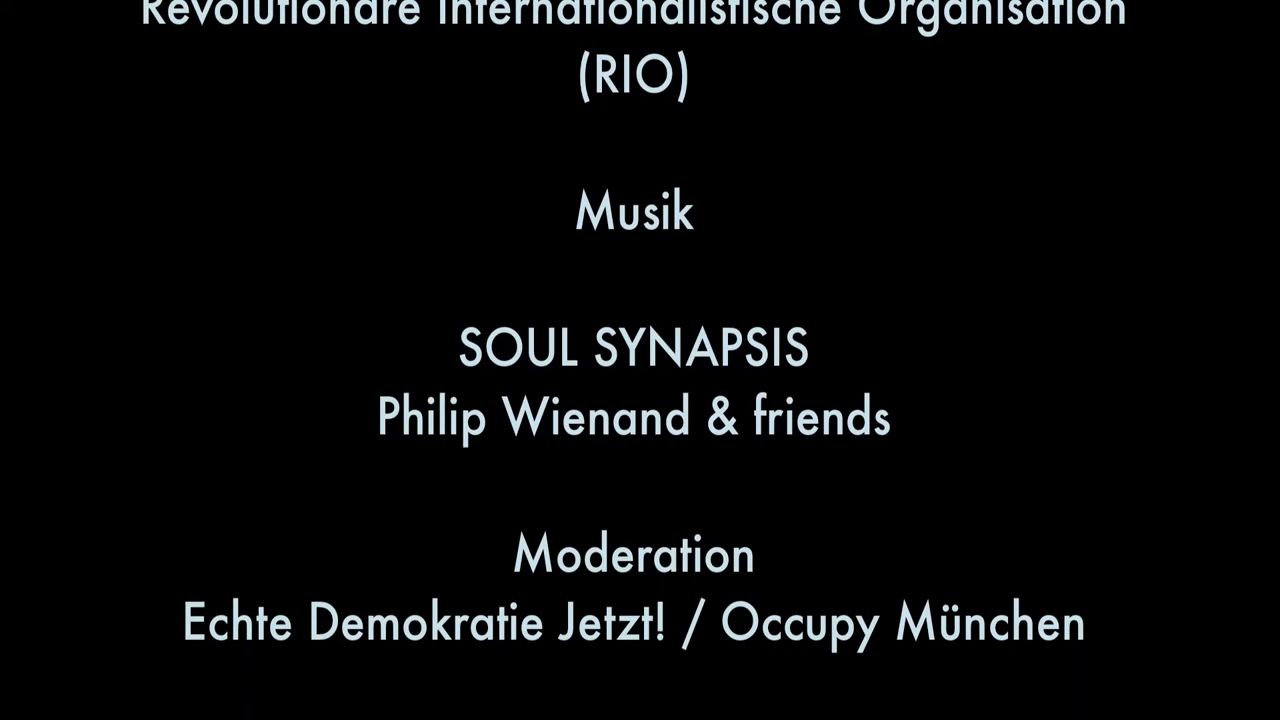 Revolutionäre Internationalistische Organisation
(RIO)
Musik
SOUL SYNAPSIS
Philip Wienand & friends
Moderation
Echte Demokratie Jetzt! / Occupy München